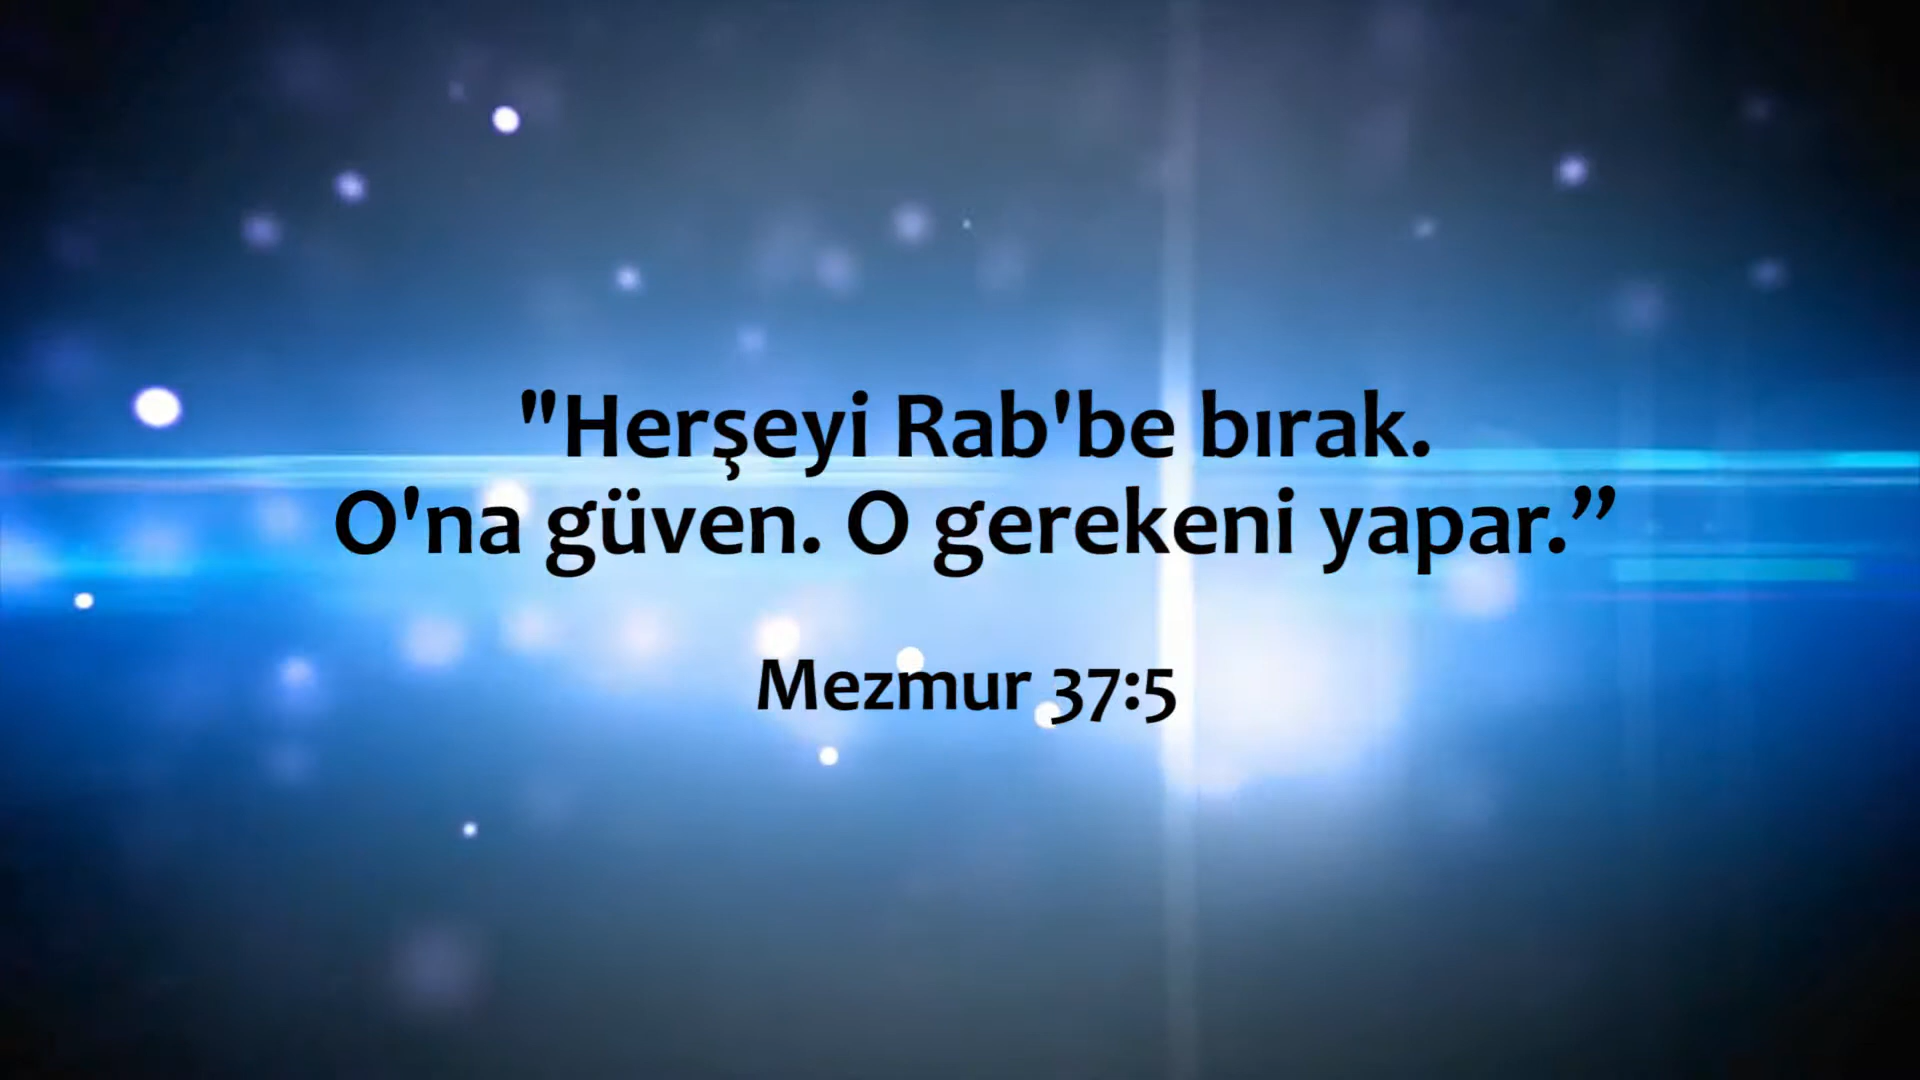 "Herşeyi Rab'be bırak.
O'na güven. O gerekeni yapar.”
Mezmur 37:5